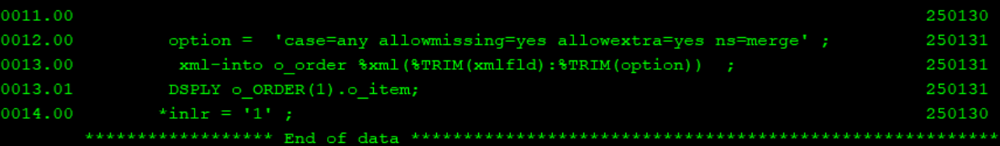 0011.00 250130
0012.00 option = 'case=any allowmissing=yes allowextra=yes ns=merge' ; 250131
0013.00 xml-into o_order %xml(%TRIM(xmlfld):%TRIM(option)) ; 250131
0013.01 DSPLY o_ORDER(1).o_item; 250131
0014.00 *inlr = '1' ; 250130
****************** End of data ********************************************************